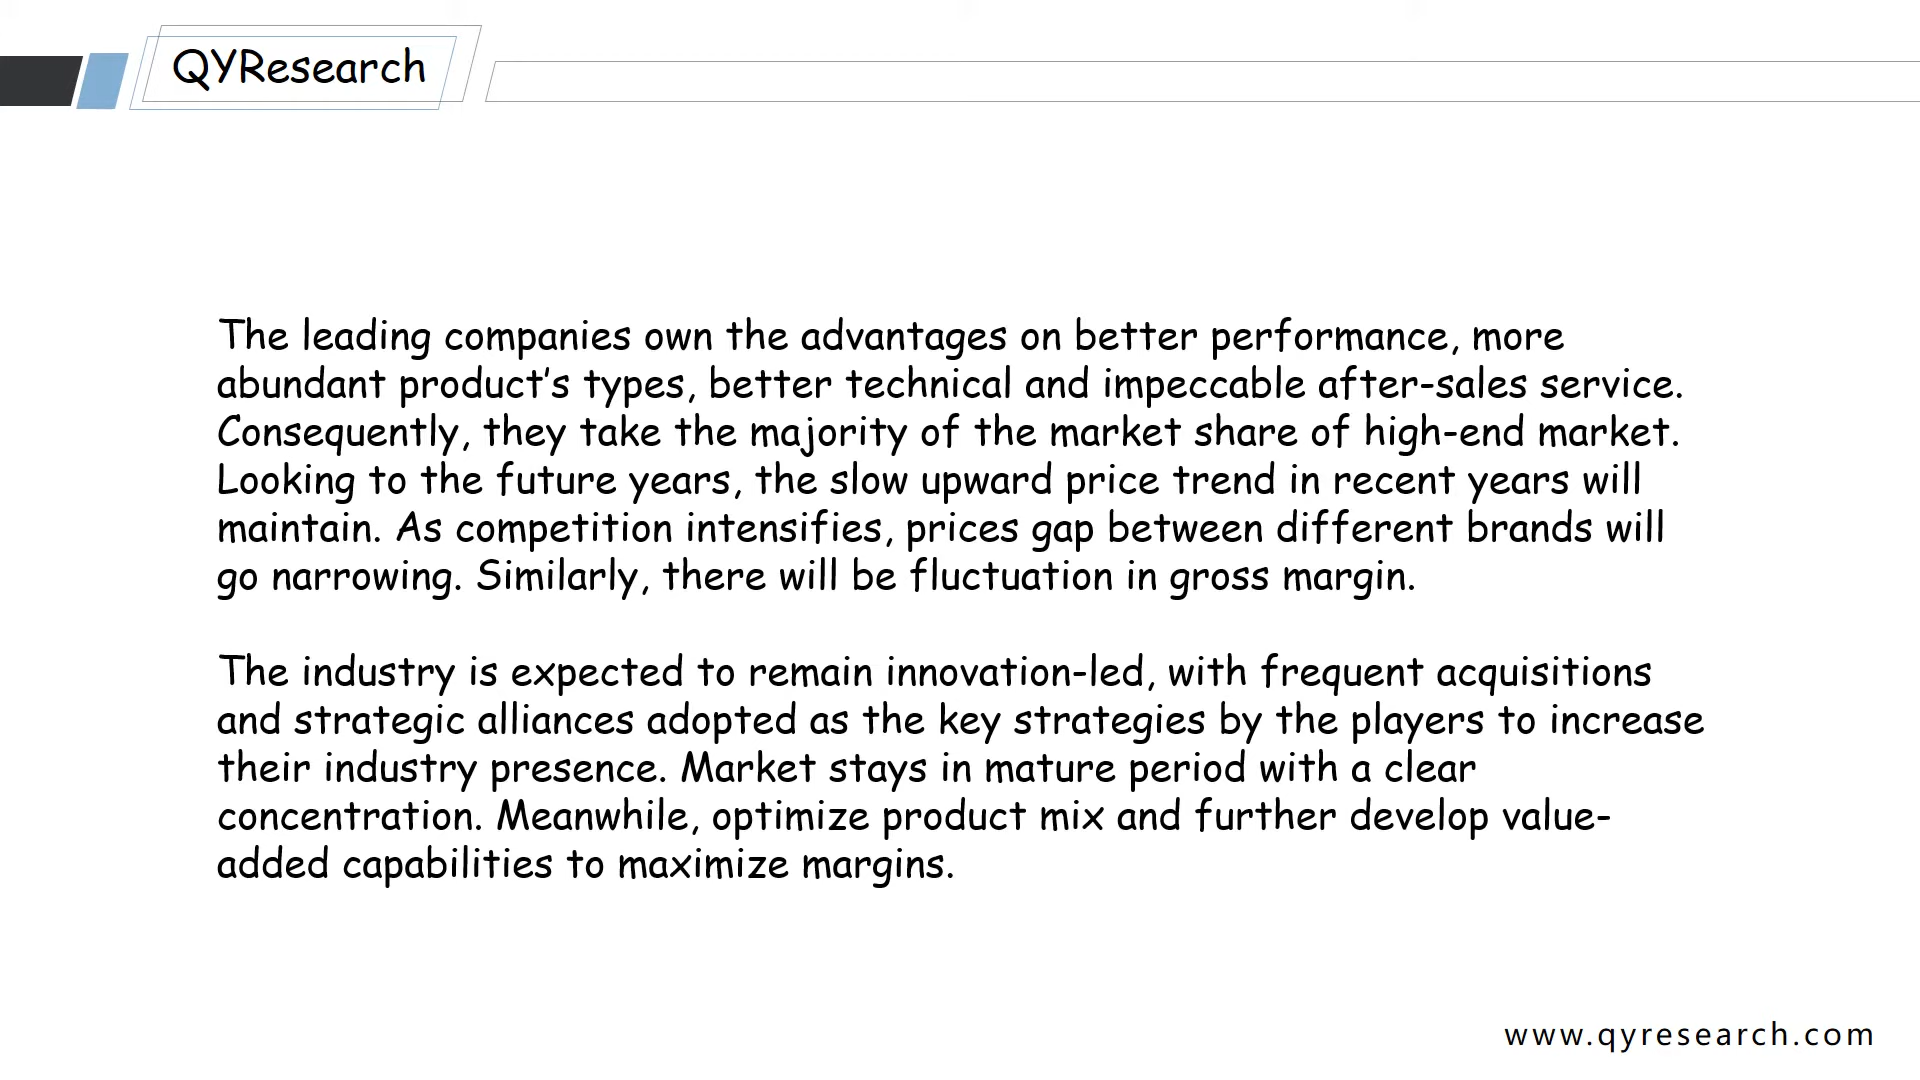 QYResearch
The leading companies own the advantages on better performance, more
abundant product’s types, better technical and impeccable after-sales service.
Consequently, they take the majority of the market share of high-end market.
Looking to the future years, the slow upward price trend in recent years will
maintain. As competition intensifies, prices gap between different brands will
go narrowing. Similarly, there will be fluctuation in gross margin.
The industry is expected to remain innovation-led, with frequent acquisitions
and strategic alliances adopted as the key strategies by the players to increase
their industry presence. Market stays in mature period with a clear
concentration. Meanwhile, optimize product mix and further develop value-
added capabilities to maximize margins.
www.qyresearch.com